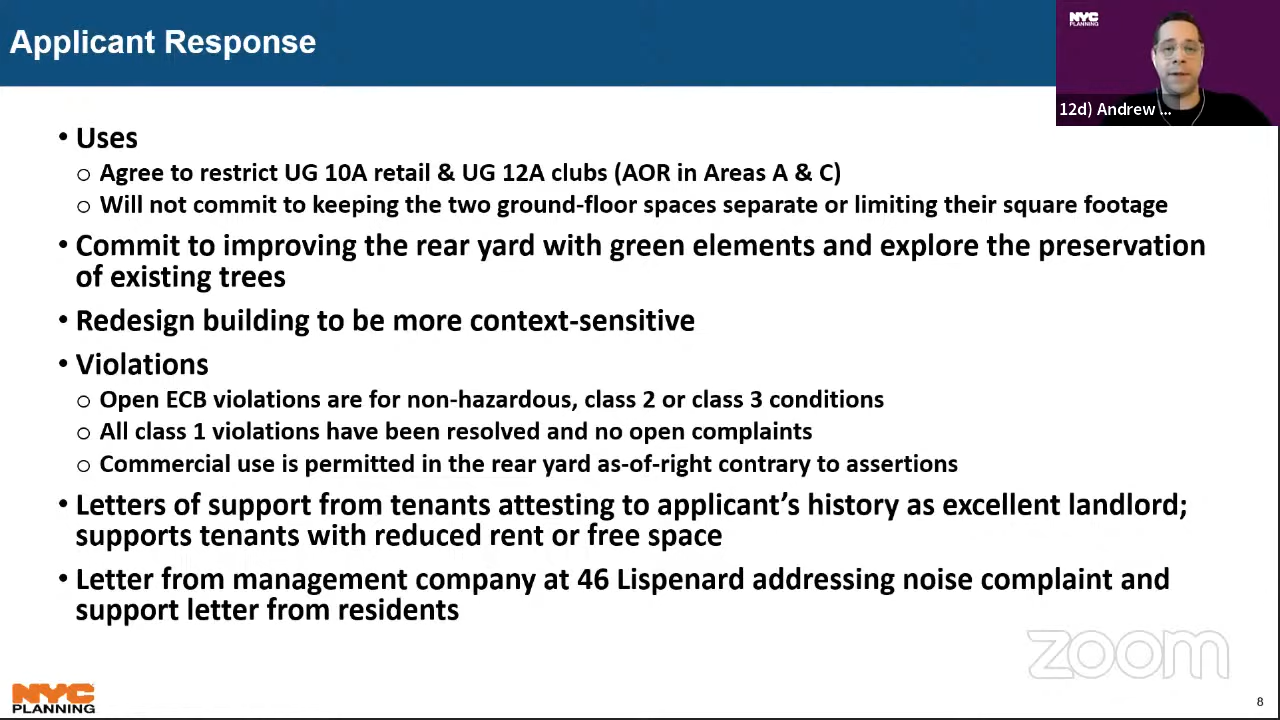 Applicant Response
NYC
PLANNING
12d) Andrew ...
• Uses
o Agree to restrict UG 10A retail & UG 12A clubs (AOR in Areas A & C)
o Will not commit to keeping the two ground-floor spaces separate or limiting their square footage
• Commit to improving the rear yard with green elements and explore the preservation
of existing trees
• Redesign building to be more context-sensitive
• Violations
o Open ECB violations are for non-hazardous, class 2 or class 3 conditions
o All class 1 violations have been resolved and no open complaints
o Commercial use is permitted in the rear yard as-of-right contrary to assertions
• Letters of support from tenants attesting to applicant's history as excellent landlord;
supports tenants with reduced rent or free space
• Letter from management company at 46 Lispenard addressing noise complaint and
support letter from residents
zoom
NYC
PLANNING
8